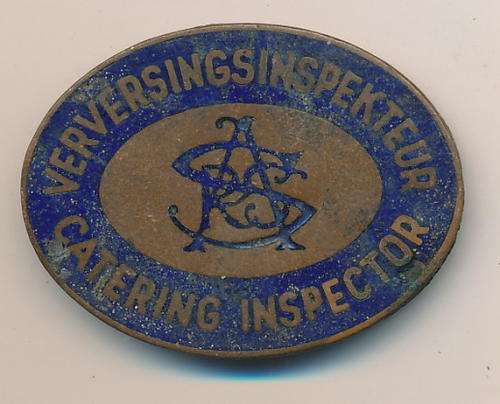 VERVERSINGSINSPEKTEUR
CATERING INSPECTOR